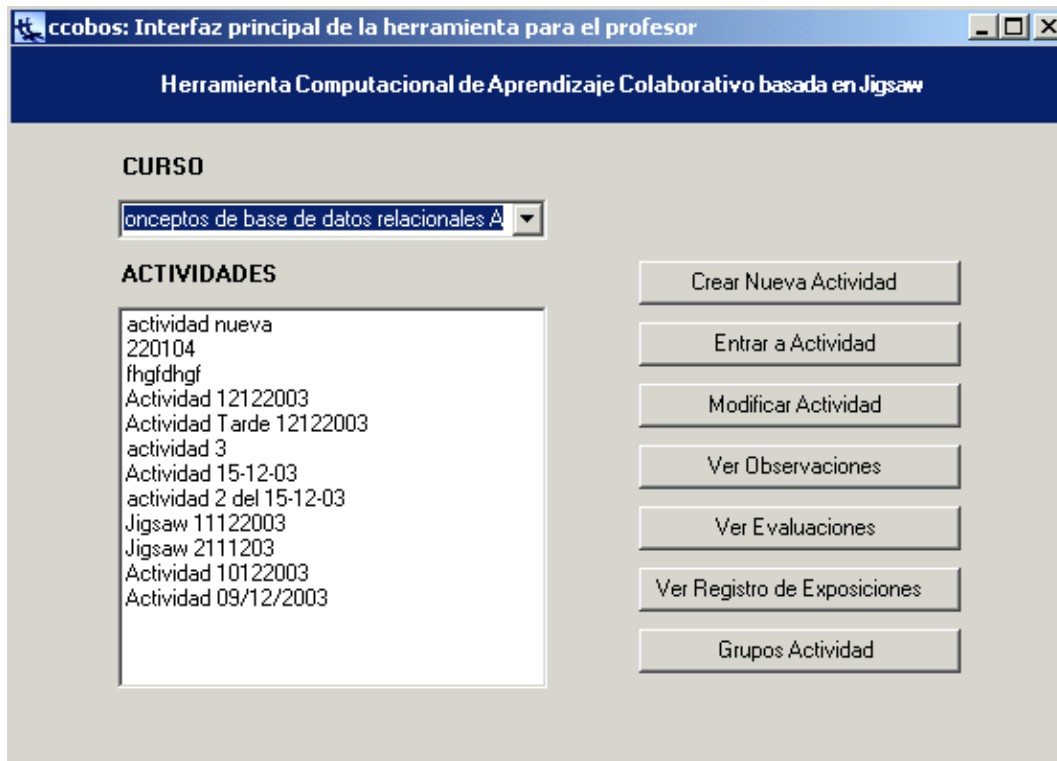 ccobos: Interfaz principal de la herramienta para el profesor
Herramienta Computacional de Aprendizaje Colaborativo basada en Jigsaw
CURSO
onceptos de base de datos relacionales A
ACTIVIDADES
actividad nueva
220104
fhgfdhgf
Actividad 12122003
Actividad Tarde 12122003
actividad 3
Actividad 15-12-03
actividad 2 del 15-12-03
Jigsaw 11122003
Jigsaw 2111203
Actividad 10122003
Actividad 09/12/2003
Crear Nueva Actividad
Entrar a Actividad
Modificar Actividad
Ver Observaciones
Ver Evaluaciones
Ver Registro de Exposiciones
Grupos Actividad